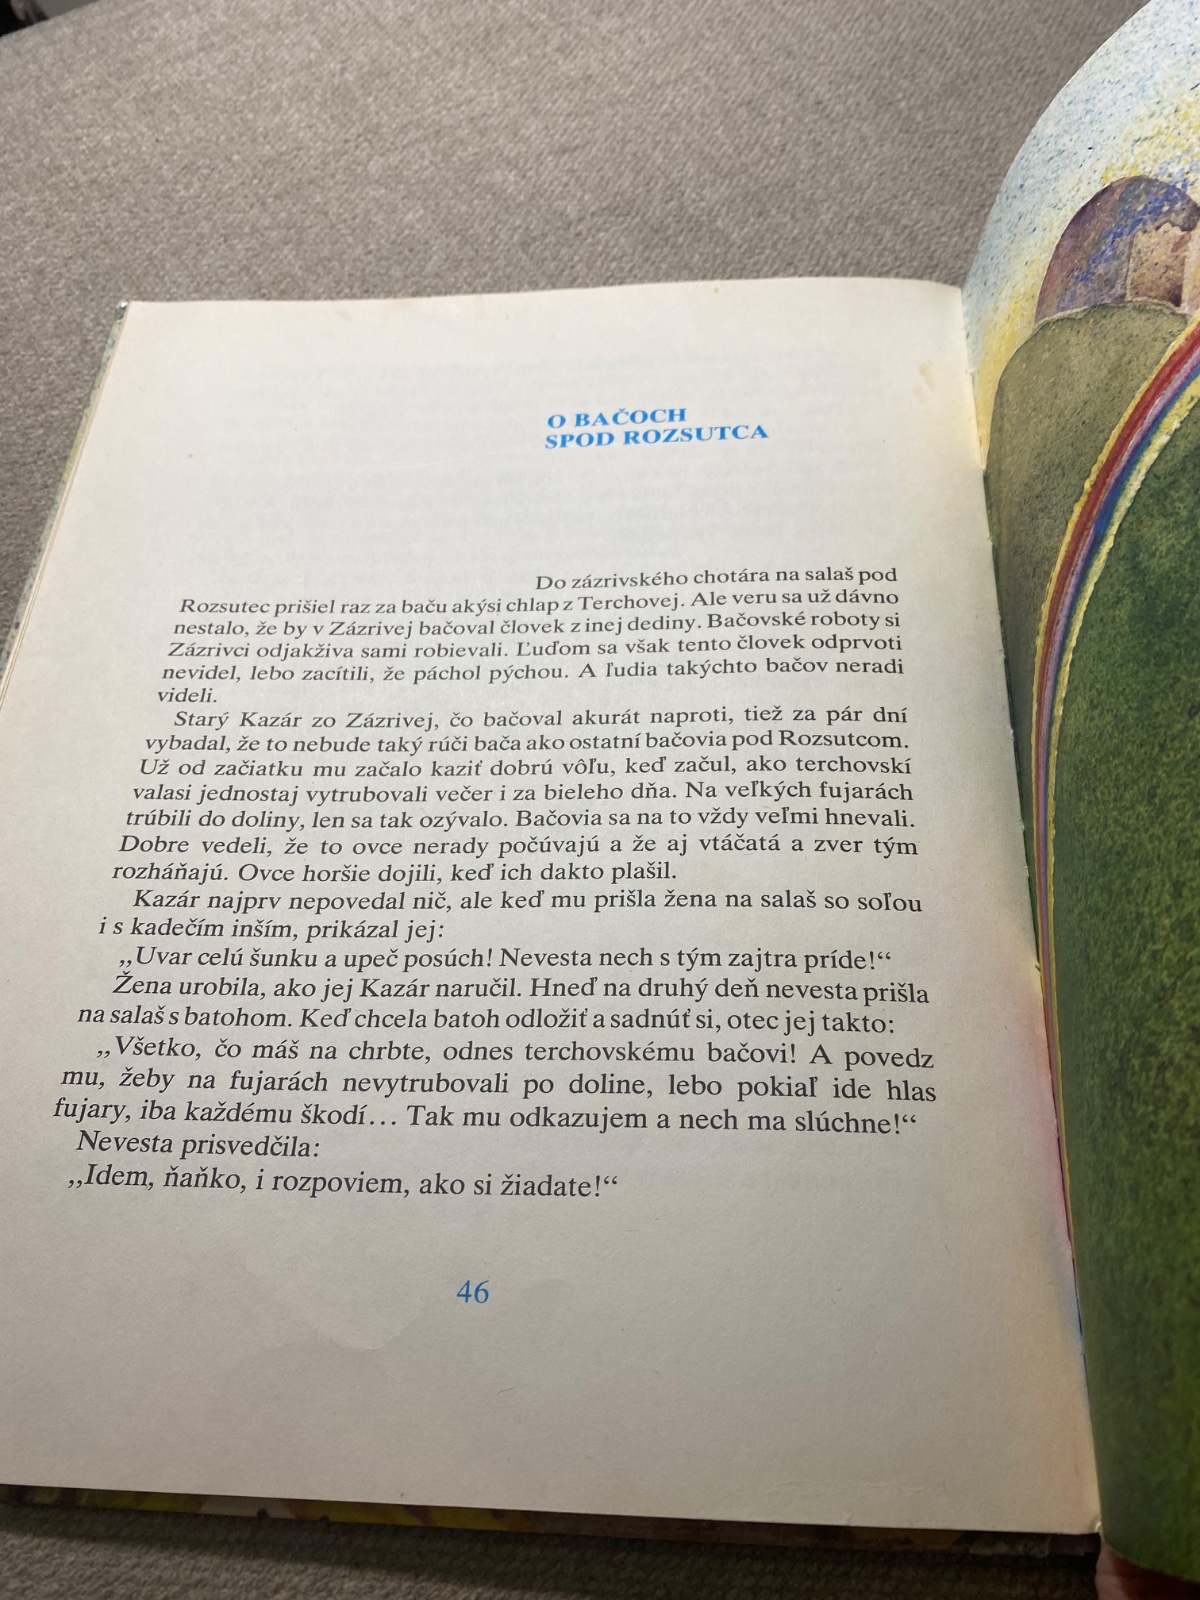 O BAČOCH
SPOD ROZSUTCA
Do zázrivského chotára na salaš pod
Rozsutec prišiel raz za baču akýsi chlap z Terchovej. Ale veru sa už dávno
nestalo, že by v Zázrivej bačoval človek z inej dediny. Bačovské roboty si
Zázrivci odjakživa sami robievali. Ľuďom sa však tento človek odprvoti
nevidel, lebo zacítili, že páchol pýchou. A ľudia takýchto bačov neradi
videli.
Starý Kazár zo Zázrivej, čo bačoval akurát naproti, tiež za pár dní
vybadal, že to nebude taký rúči bača ako ostatní bačovia pod Rozsutcom.
Už od začiatku mu začalo kaziť dobrú vôľu, keď začul, ako terchovskí
valasi jednostaj vytrubovali večer i za bieleho dňa. Na veľkých fujarách
trúbili do doliny, len sa tak ozývalo. Bačovia sa na to vždy veľmi hnevali.
Dobre vedeli, že to ovce nerady počúvajú a že aj vtáčatá a zver tým
rozháňajú. Ovce horšie dojili, keď ich dakto plašil.
Kazár najprv nepovedal nič, ale keď mu prišla žena na salaš so soľou
i s kadečím inším, prikázal jej:
„Uvar celú šunku a upeč posúch! Nevesta nech s tým zajtra príde!“
Žena urobila, ako jej Kazár naručil. Hneď na druhý deň nevesta prišla
na salaš s batohom. Keď chcela batoh odložiť a sadnúť si, otec jej takto:
„Všetko, čo máš na chrbte, odnes terchovskému bačovi! A povedz
mu, žeby na fujarách nevytrubovali po doline, lebo pokiaľ ide hlas
fujary, iba každému škodí... Tak mu odkazujem a nech ma slúchne!“
Nevesta prisvedčila:
„Idem, ňaňko, i rozpoviem, ako si žiadate!“
46